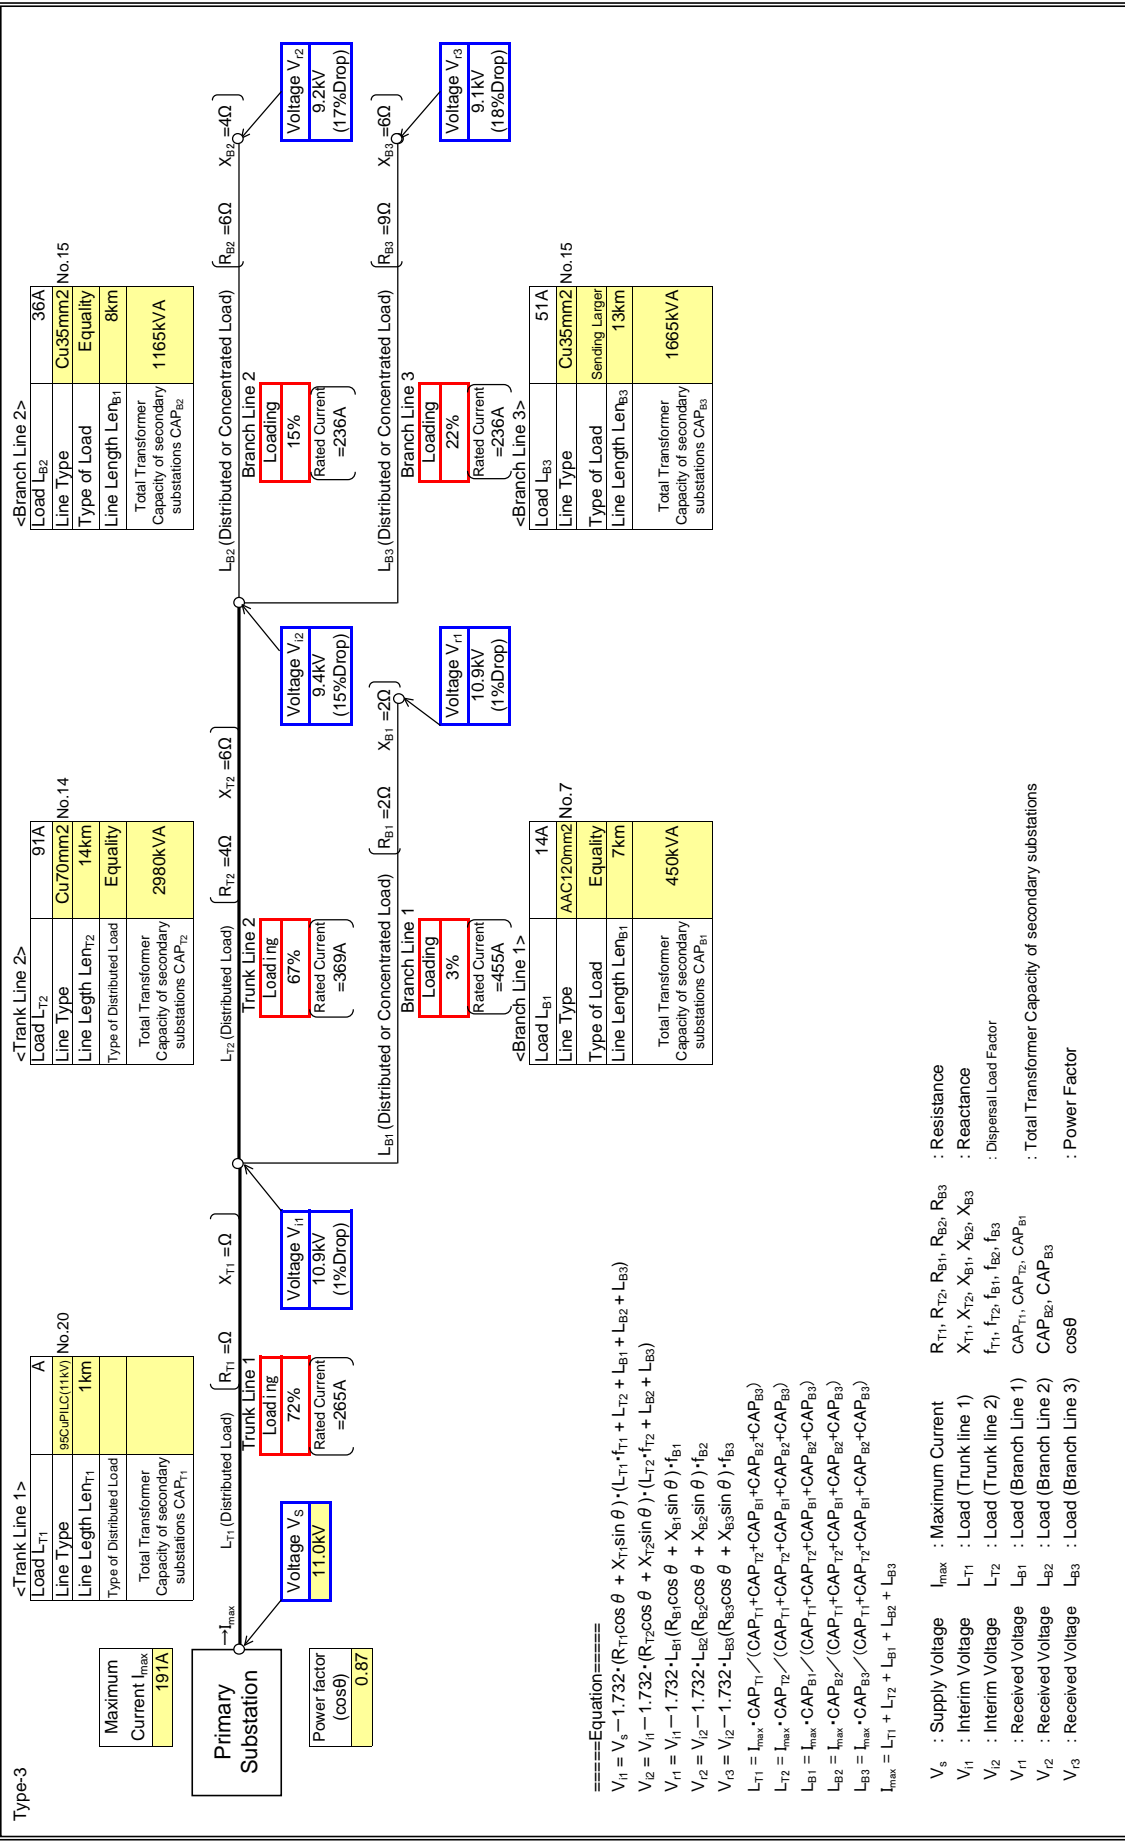 Type-3
Maximum
Current Imax
191A
Primary
Substation
Power factor
(cosθ)
0.87
→Imax
Voltage VS
11.0kV
<Trank Line 1>
Load LT1 A
Line Type 95CuPILC(11kV) No.20
Line Legth LenT1 1km
Type of Distributed Load
Total Transformer
Capacity of secondary
substations CAPT1
LT1 (Distributed Load) RT1 =Ω XT1 =Ω
Trunk Line 1
Loading
72%
Rated Current
=265A
Voltage Vi1
10.9kV
(1%Drop)
<Trank Line 2>
Load LT2 91A
Line Type Cu70mm2 No.14
Line Legth LenT2 14km
Type of Distributed Load Equality
Total Transformer
Capacity of secondary
substations CAPT2
2980kVA
LT2 (Distributed Load) RT2 =4Ω XT2 =6Ω
Trunk Line 2
Loading
67%
Rated Current
=369A
Voltage Vi2
9.4kV
(15%Drop)
LB1 (Distributed or Concentrated Load) RB1 =2Ω XB1 =2Ω
Branch Line 1
Loading
3%
Rated Current
=455A
Voltage Vr1
10.9kV
(1%Drop)
<Branch Line 1>
Load LB1 14A
Line Type AAC120mm2 No.7
Type of Load Equality
Line Length LenB1 7km
Total Transformer
Capacity of secondary
substations CAPB1
450kVA
<Branch Line 2>
Load LB2 36A
Line Type Cu35mm2 No.15
Type of Load Equality
Line Length LenB1 8km
Total Transformer
Capacity of secondary
substations CAPB2
1165kVA
LB2 (Distributed or Concentrated Load) RB2 =6Ω XB2 =4Ω
Branch Line 2
Loading
15%
Rated Current
=236A
Voltage Vr2
9.2kV
(17%Drop)
LB3 (Distributed or Concentrated Load) RB3 =9Ω XB3 =6Ω
Branch Line 3
Loading
22%
Rated Current
=236A
Voltage Vr3
9.1kV
(18%Drop)
<Branch Line 3>
Load LB3 51A
Line Type Cu35mm2 No.15
Type of Load Sending Larger
Line Length LenB3 13km
Total Transformer
Capacity of secondary
substations CAPB3
1665kVA
=====Equation=====
Vi1 = Vs－1.732・(RT1cos θ + XT1sin θ)・(LT1・fT1 + LT2 + LB1 + LB2 + LB3)
Vi2 = Vi1－1.732・(RT2cos θ + XT2sin θ)・(LT2・fT2 + LB2 + LB3)
Vr1 = Vi1－1.732・LB1(RB1cos θ + XB1sin θ)・fB1
Vr2 = Vi2－1.732・LB2(RB2cos θ + XB2sin θ)・fB2
Vr3 = Vi2－1.732・LB3(RB3cos θ + XB3sin θ)・fB3
LT1 = Imax・CAPT1／(CAPT1+CAPT2+CAPB1+CAPB2+CAPB3)
LT2 = Imax・CAPT2／(CAPT1+CAPT2+CAPB1+CAPB2+CAPB3)
LB1 = Imax・CAPB1／(CAPT1+CAPT2+CAPB1+CAPB2+CAPB3)
LB2 = Imax・CAPB2／(CAPT1+CAPT2+CAPB1+CAPB2+CAPB3)
LB3 = Imax・CAPB3／(CAPT1+CAPT2+CAPB1+CAPB2+CAPB3)
Imax = LT1 + LT2 + LB1 + LB2 + LB3
Vs : Supply Voltage Imax : Maximum Current RT1, RT2, RB1, RB2, RB3 : Resistance
Vi1 : Interim Voltage LT1 : Load (Trunk line 1) XT1, XT2, XB1, XB2, XB3 : Reactance
Vi2 : Interim Voltage LT2 : Load (Trunk line 2) fT1, fT2, fB1, fB2, fB3 : Dispersal Load Factor
Vr1 : Received Voltage LB1 : Load (Branch Line 1) CAPT1, CAPT2, CAPB1
Vr2 : Received Voltage LB2 : Load (Branch Line 2) CAPB2, CAPB3 : Total Transformer Capacity of secondary substations
Vr3 : Received Voltage LB3 : Load (Branch Line 3) cosθ : Power Factor